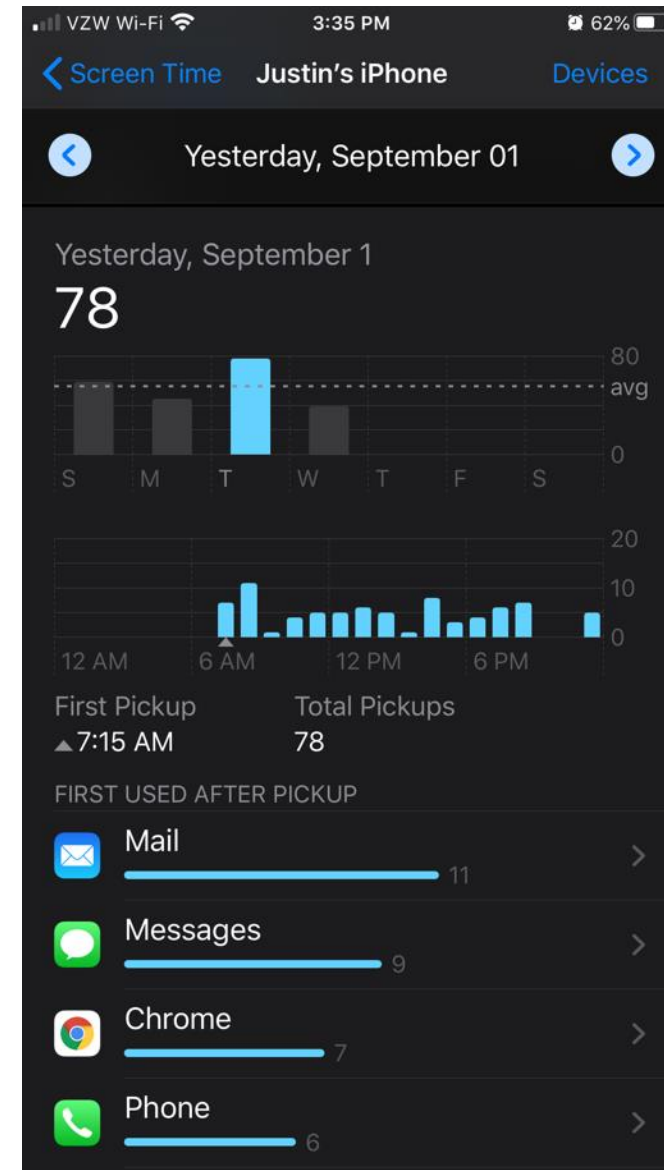 VZW Wi-Fi 3:35 PM 62%
Screen Time Justin's iPhone Devices
Yesterday, September 01
Yesterday, September 1
78
80
avg
0
S M T W T F S
20
10
0
12 AM 6 AM 12 PM 6 PM
First Pickup Total Pickups
7:15 AM 78
FIRST USED AFTER PICKUP
Mail
11
Messages
9
Chrome
7
Phone
6